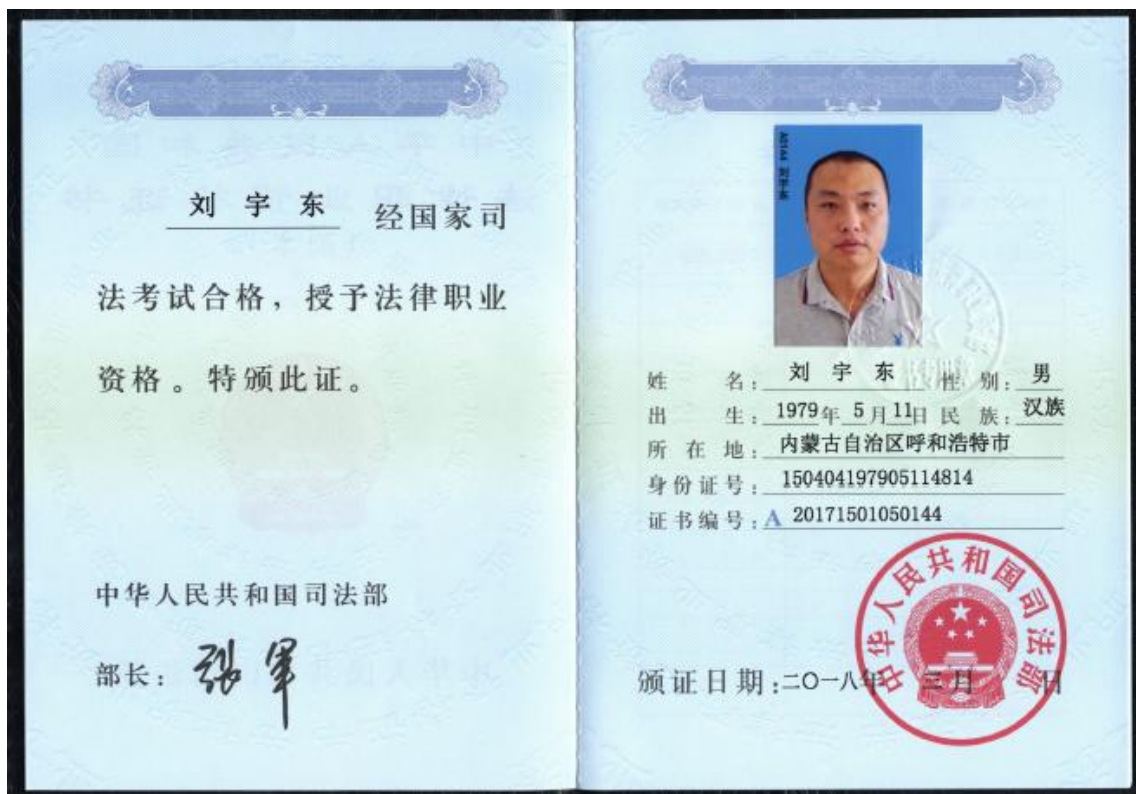 刘宇东 经国家司
法考试合格，授予法律职业
资格。特颁此证。
中华人民共和国司法部
部长：张军
A0144 刘宇东
姓 名：刘宇东 性别：男
出 生：1979年 5月11日 民族：汉族
所在地：内蒙古自治区呼和浩特市
身份证号：150404197905114814
证书编号：A 20171501050144
中华人民共和国司法部
颁证日期：二〇一八年 三月 日